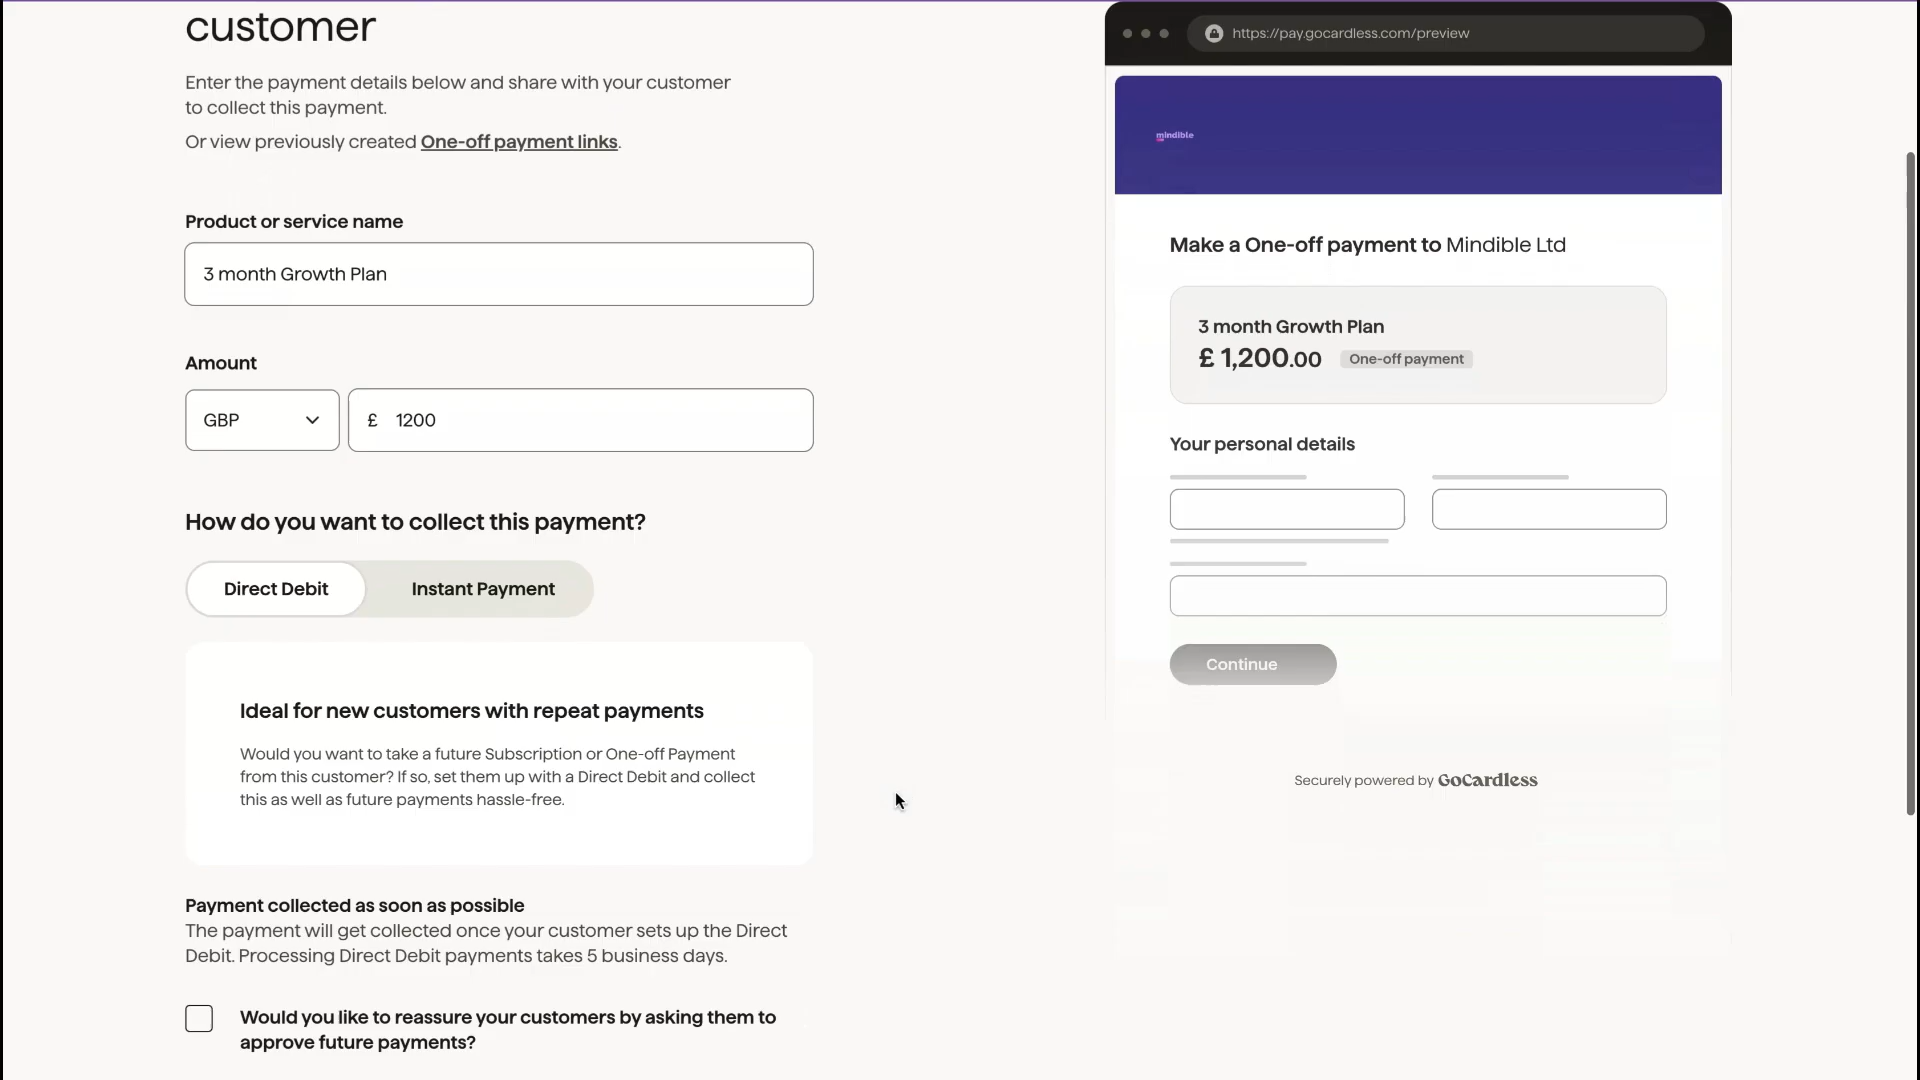 customer
Enter the payment details below and share with your customer
to collect this payment.
Or view previously created One-off payment links.
Product or service name
3 month Growth Plan
Amount
GBP
£ 1200
How do you want to collect this payment?
Direct Debit
Instant Payment
Ideal for new customers with repeat payments
Would you want to take a future Subscription or One-off Payment
from this customer? If so, set them up with a Direct Debit and collect
this as well as future payments hassle-free.
Payment collected as soon as possible
The payment will get collected once your customer sets up the Direct
Debit. Processing Direct Debit payments takes 5 business days.
Would you like to reassure your customers by asking them to
approve future payments?
https://pay.gocardless.com/preview
mindible
Make a One-off payment to Mindible Ltd
3 month Growth Plan
£ 1,200.00 One-off payment
Your personal details
Continue
Securely powered by GoCardless